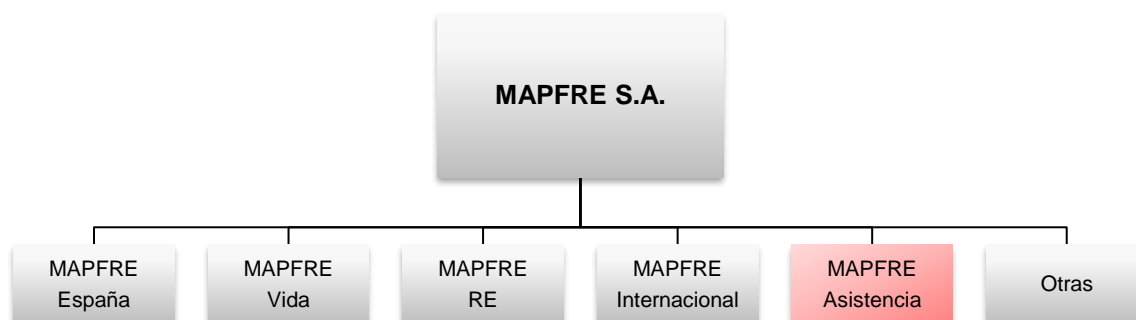 MAPFRE S.A.
MAPFRE
España
MAPFRE
Vida
MAPFRE
RE
MAPFRE
Internacional
MAPFRE
Asistencia
Otras